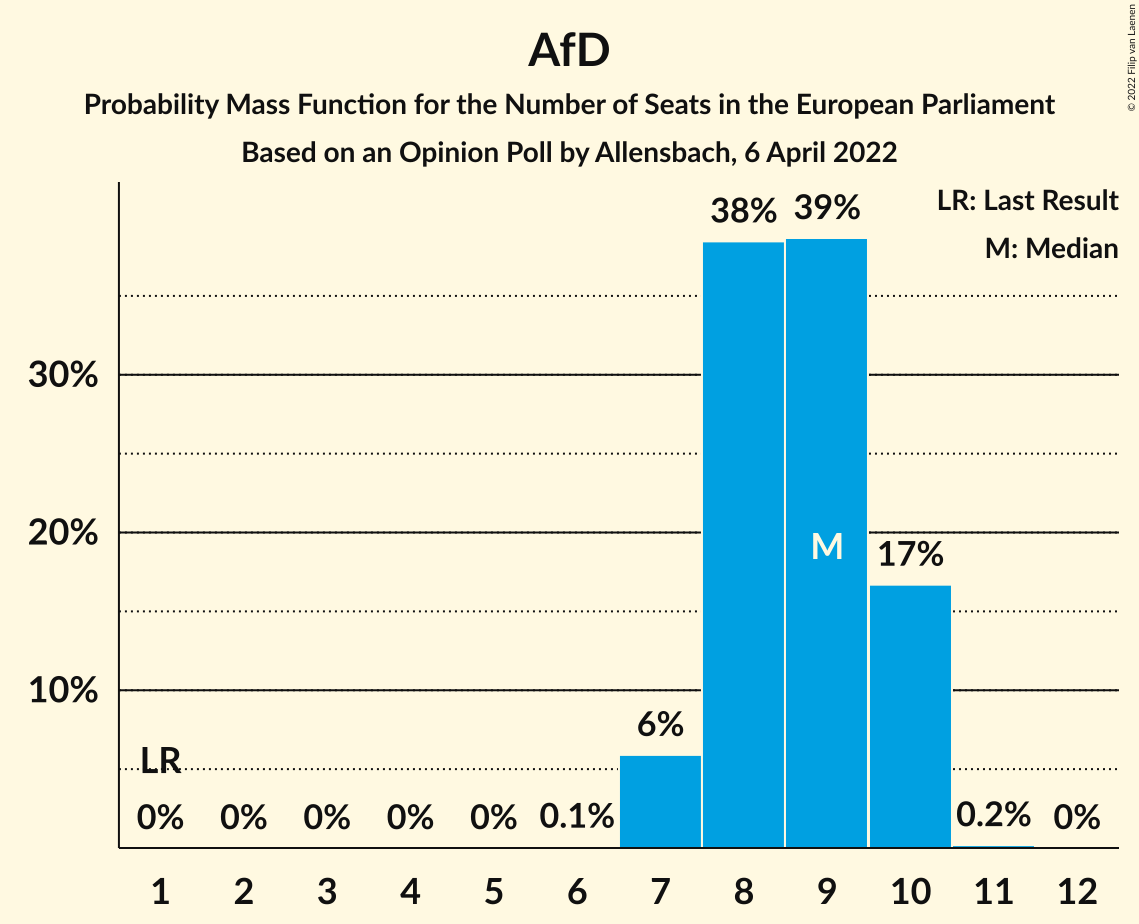 AfD
Probability Mass Function for the Number of Seats in the European Parliament
Based on an Opinion Poll by Allensbach, 6 April 2022
© 2022 Filip van Laenen
LR: Last Result
M: Median
38% 39%
30%
20%
M
17%
10%
6%
LR
0% 0% 0% 0% 0% 0.1% 0.2% 0%
1 2 3 4 5 6 7 8 9 10 11 12